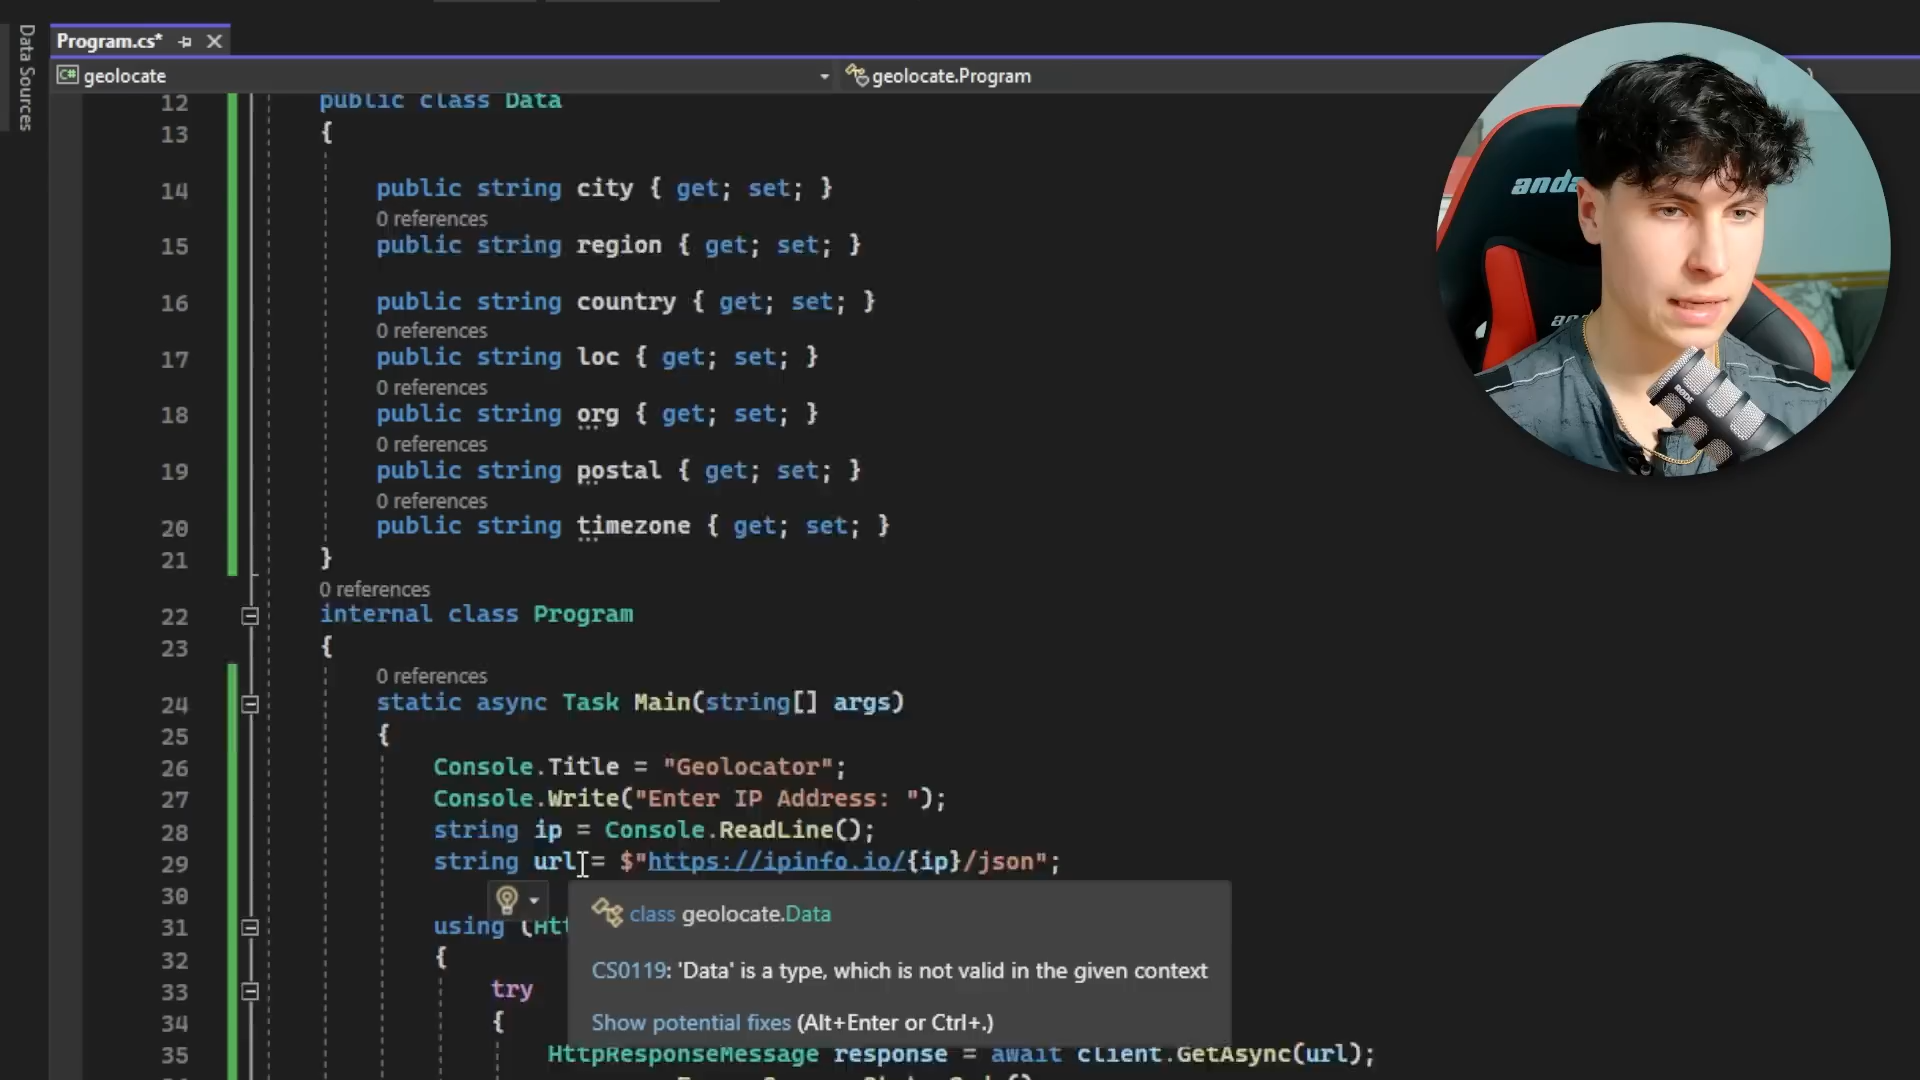 Data Sources
Program.cs*
C# geolocate
geolocate.Program
12 public class Data
13 {
14 public string city { get; set; }
0 references
15 public string region { get; set; }
16 public string country { get; set; }
0 references
17 public string loc { get; set; }
0 references
18 public string org { get; set; }
0 references
19 public string postal { get; set; }
0 references
20 public string timezone { get; set; }
21 }
0 references
22 internal class Program
23 {
0 references
24 static async Task Main(string[] args)
25 {
26 Console.Title = "Geolocator";
27 Console.Write("Enter IP Address: ");
28 string ip = Console.ReadLine();
29 string url = $"https://ipinfo.io/{ip}/json";
30
class geolocate.Data
31 using (Htt
32 {
CS0119: 'Data' is a type, which is not valid in the given context
33 try
34 {
Show potential fixes (Alt+Enter or Ctrl+.)
35 HttpResponseMessage response = await client.GetAsync(url);
RODE